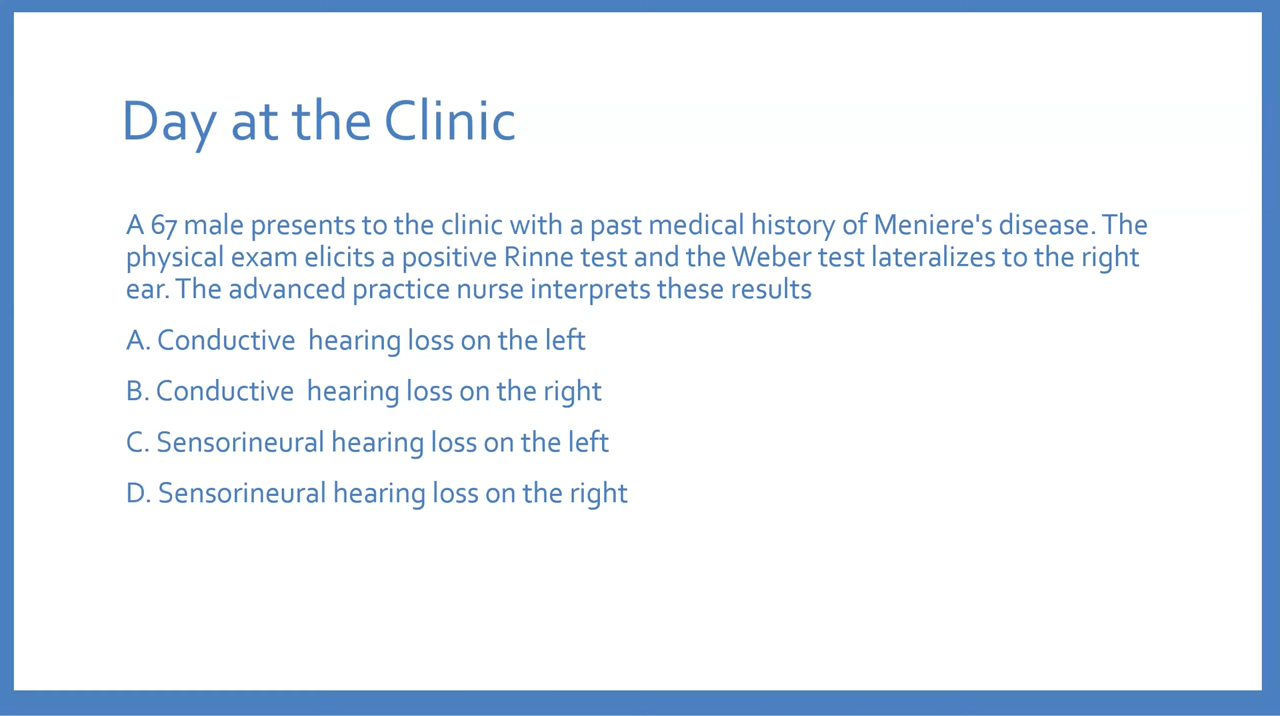 Day at the Clinic
A 67 male presents to the clinic with a past medical history of Meniere's disease. The
physical exam elicits a positive Rinne test and the Weber test lateralizes to the right
ear. The advanced practice nurse interprets these results
A. Conductive  hearing loss on the left
B. Conductive  hearing loss on the right
C. Sensorineural hearing loss on the left
D. Sensorineural hearing loss on the right